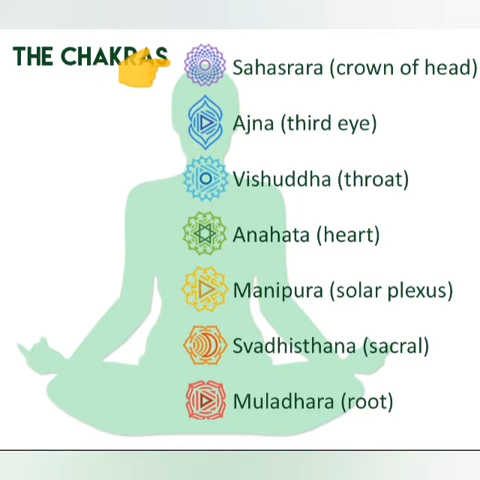 THE CHAKRAS
Sahasrara (crown of head)
Ajna (third eye)
Vishuddha (throat)
Anahata (heart)
Manipura (solar plexus)
Svadhisthana (sacral)
Muladhara (root)